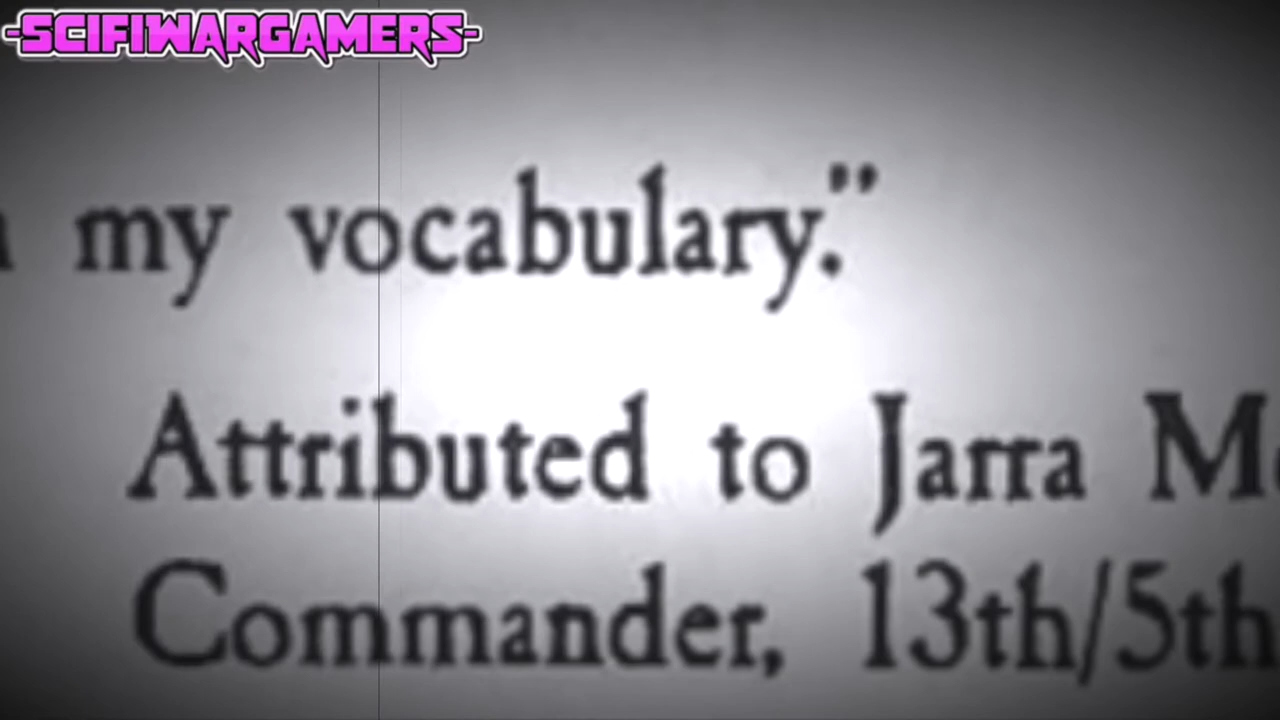 -SCIFIWARGAMERS-
my vocabulary."
Attributed to Jarra
Commander, 13th/5th